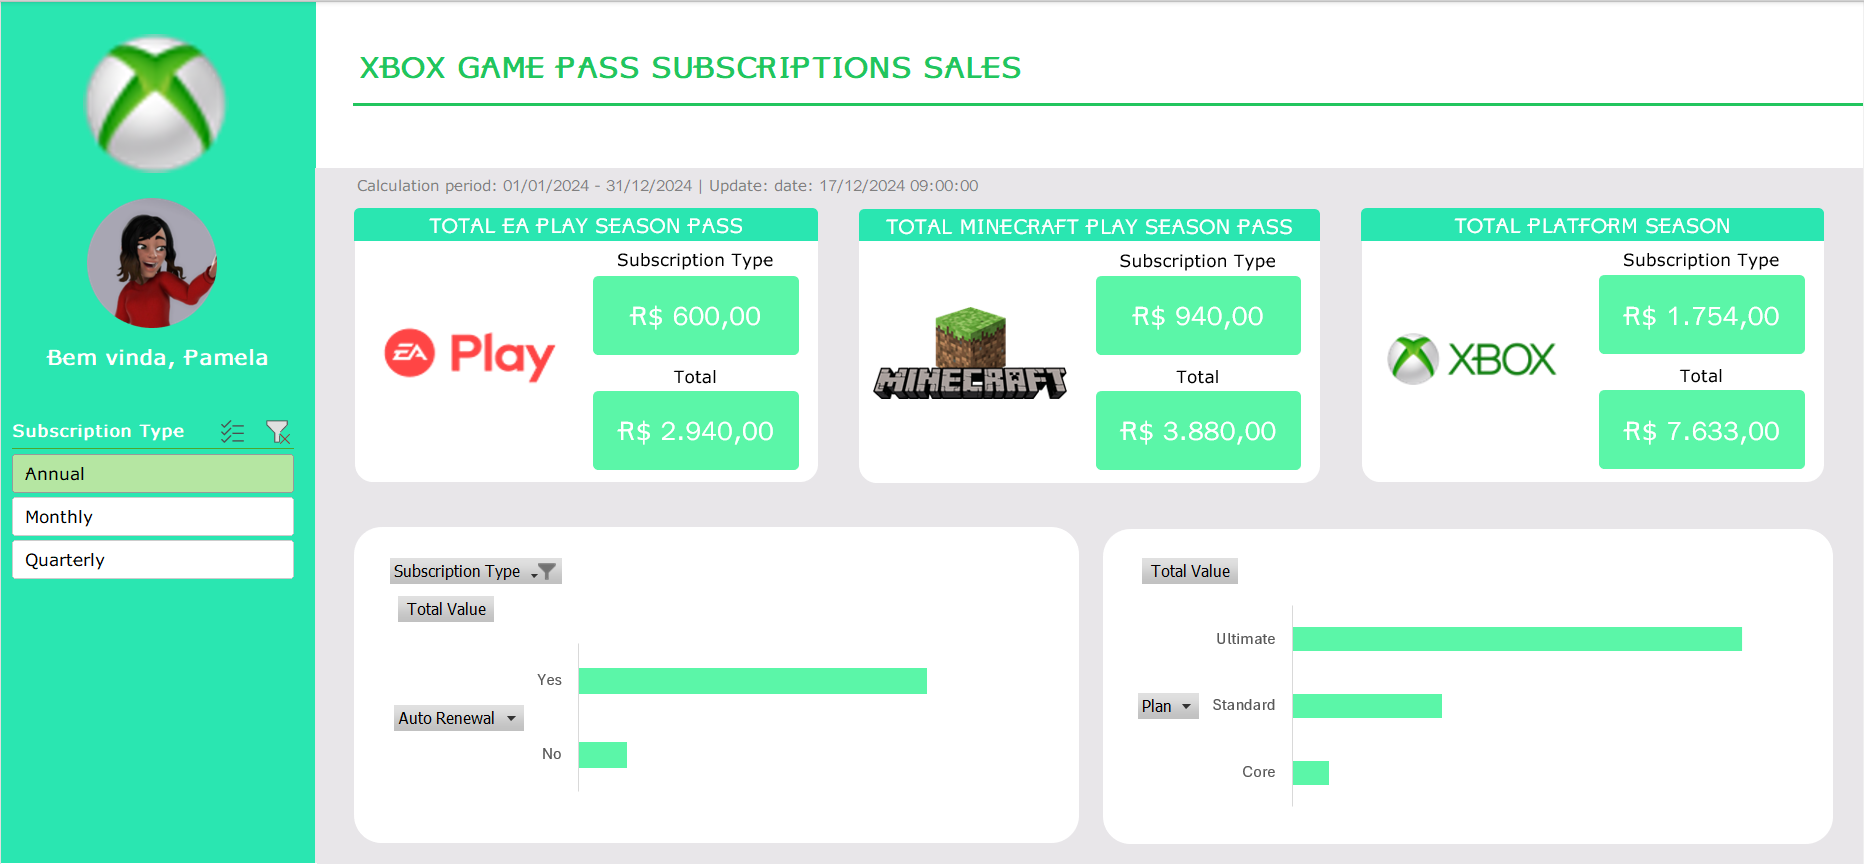 XBOX GAME PASS SUBSCRIPTIONS SALES
Calculation period: 01/01/2024 - 31/12/2024 | Update: date: 17/12/2024 09:00:00
Bem vinda, Pamela
Subscription Type
Annual
Monthly
Quarterly
TOTAL EA PLAY SEASON PASS
Subscription Type
R$ 600,00
EA Play
Total
R$ 2.940,00
TOTAL MINECRAFT PLAY SEASON PASS
Subscription Type
R$ 940,00
MINECRAFT
Total
R$ 3.880,00
TOTAL PLATFORM SEASON
Subscription Type
R$ 1.754,00
XBOX
Total
R$ 7.633,00
Subscription Type
Total Value
Yes
Auto Renewal
No
Total Value
Ultimate
Plan Standard
Core